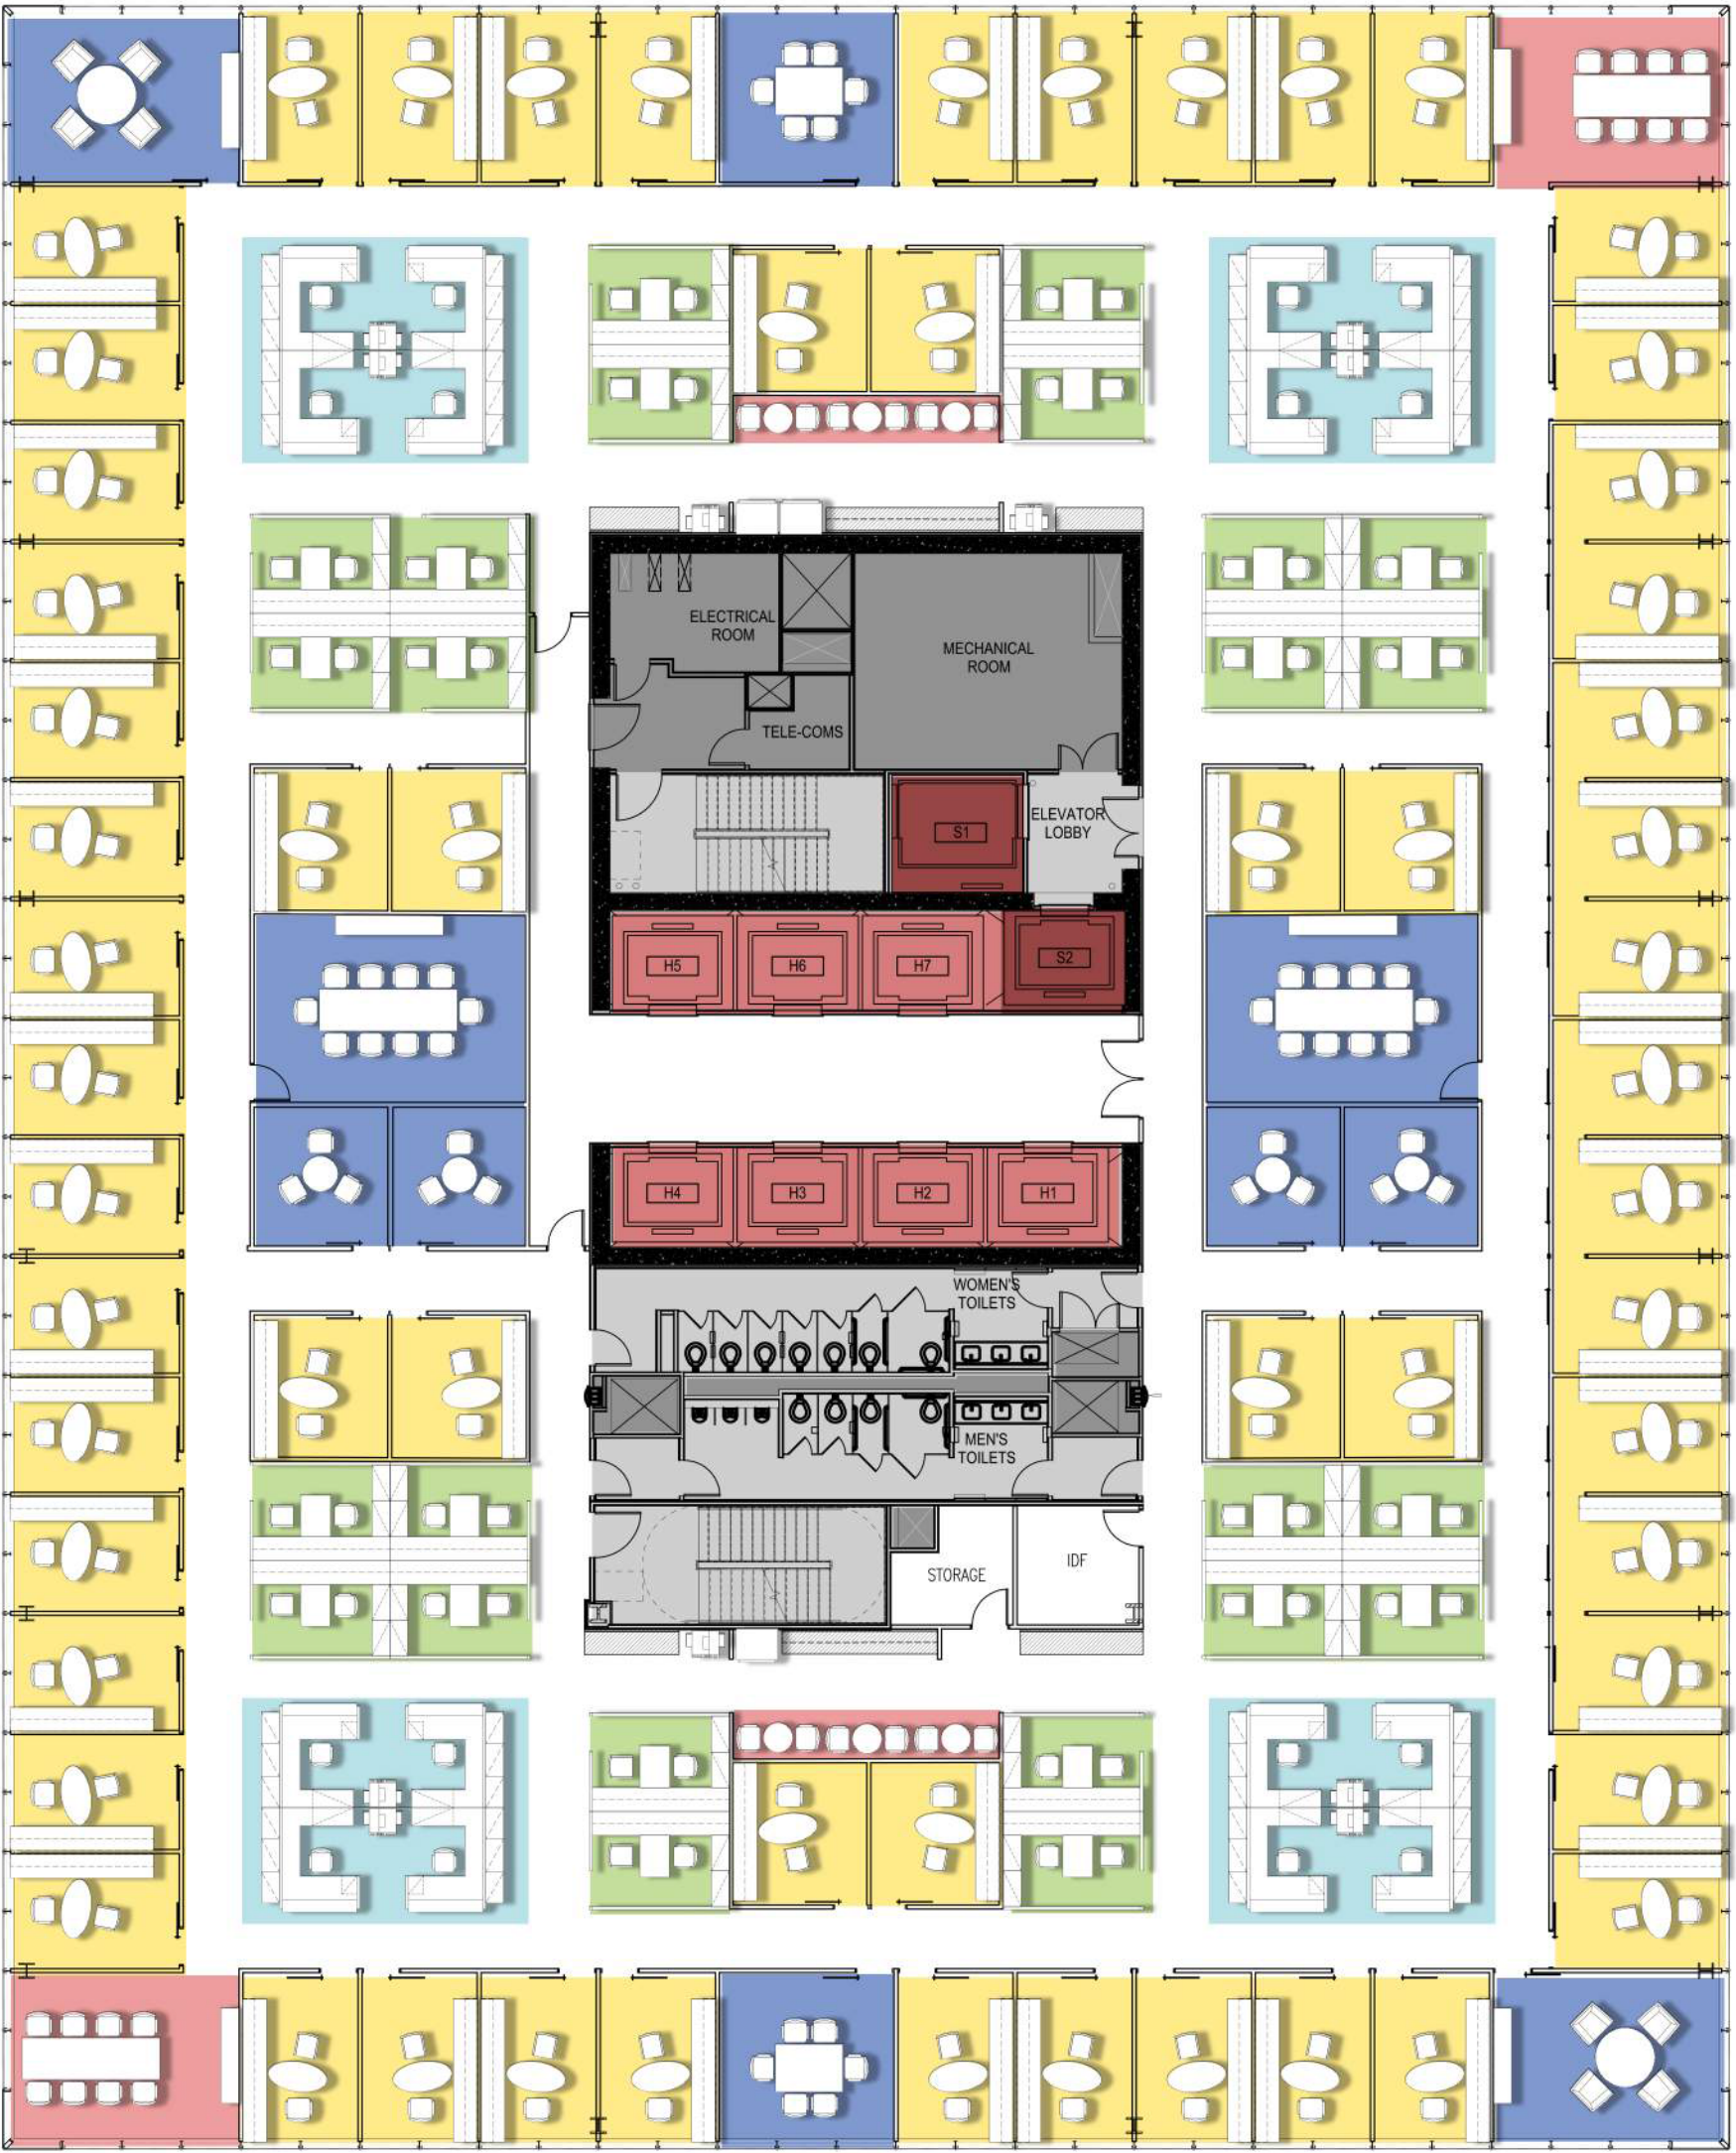 ELECTRICAL
ROOM
MECHANICAL
ROOM
TELE-COMS
ELEVATOR
LOBBY
S1
H5
H6
H7
S2
H4
H3
H2
H1
WOMEN'S
TOILETS
MEN'S
TOILETS
STORAGE
IDF